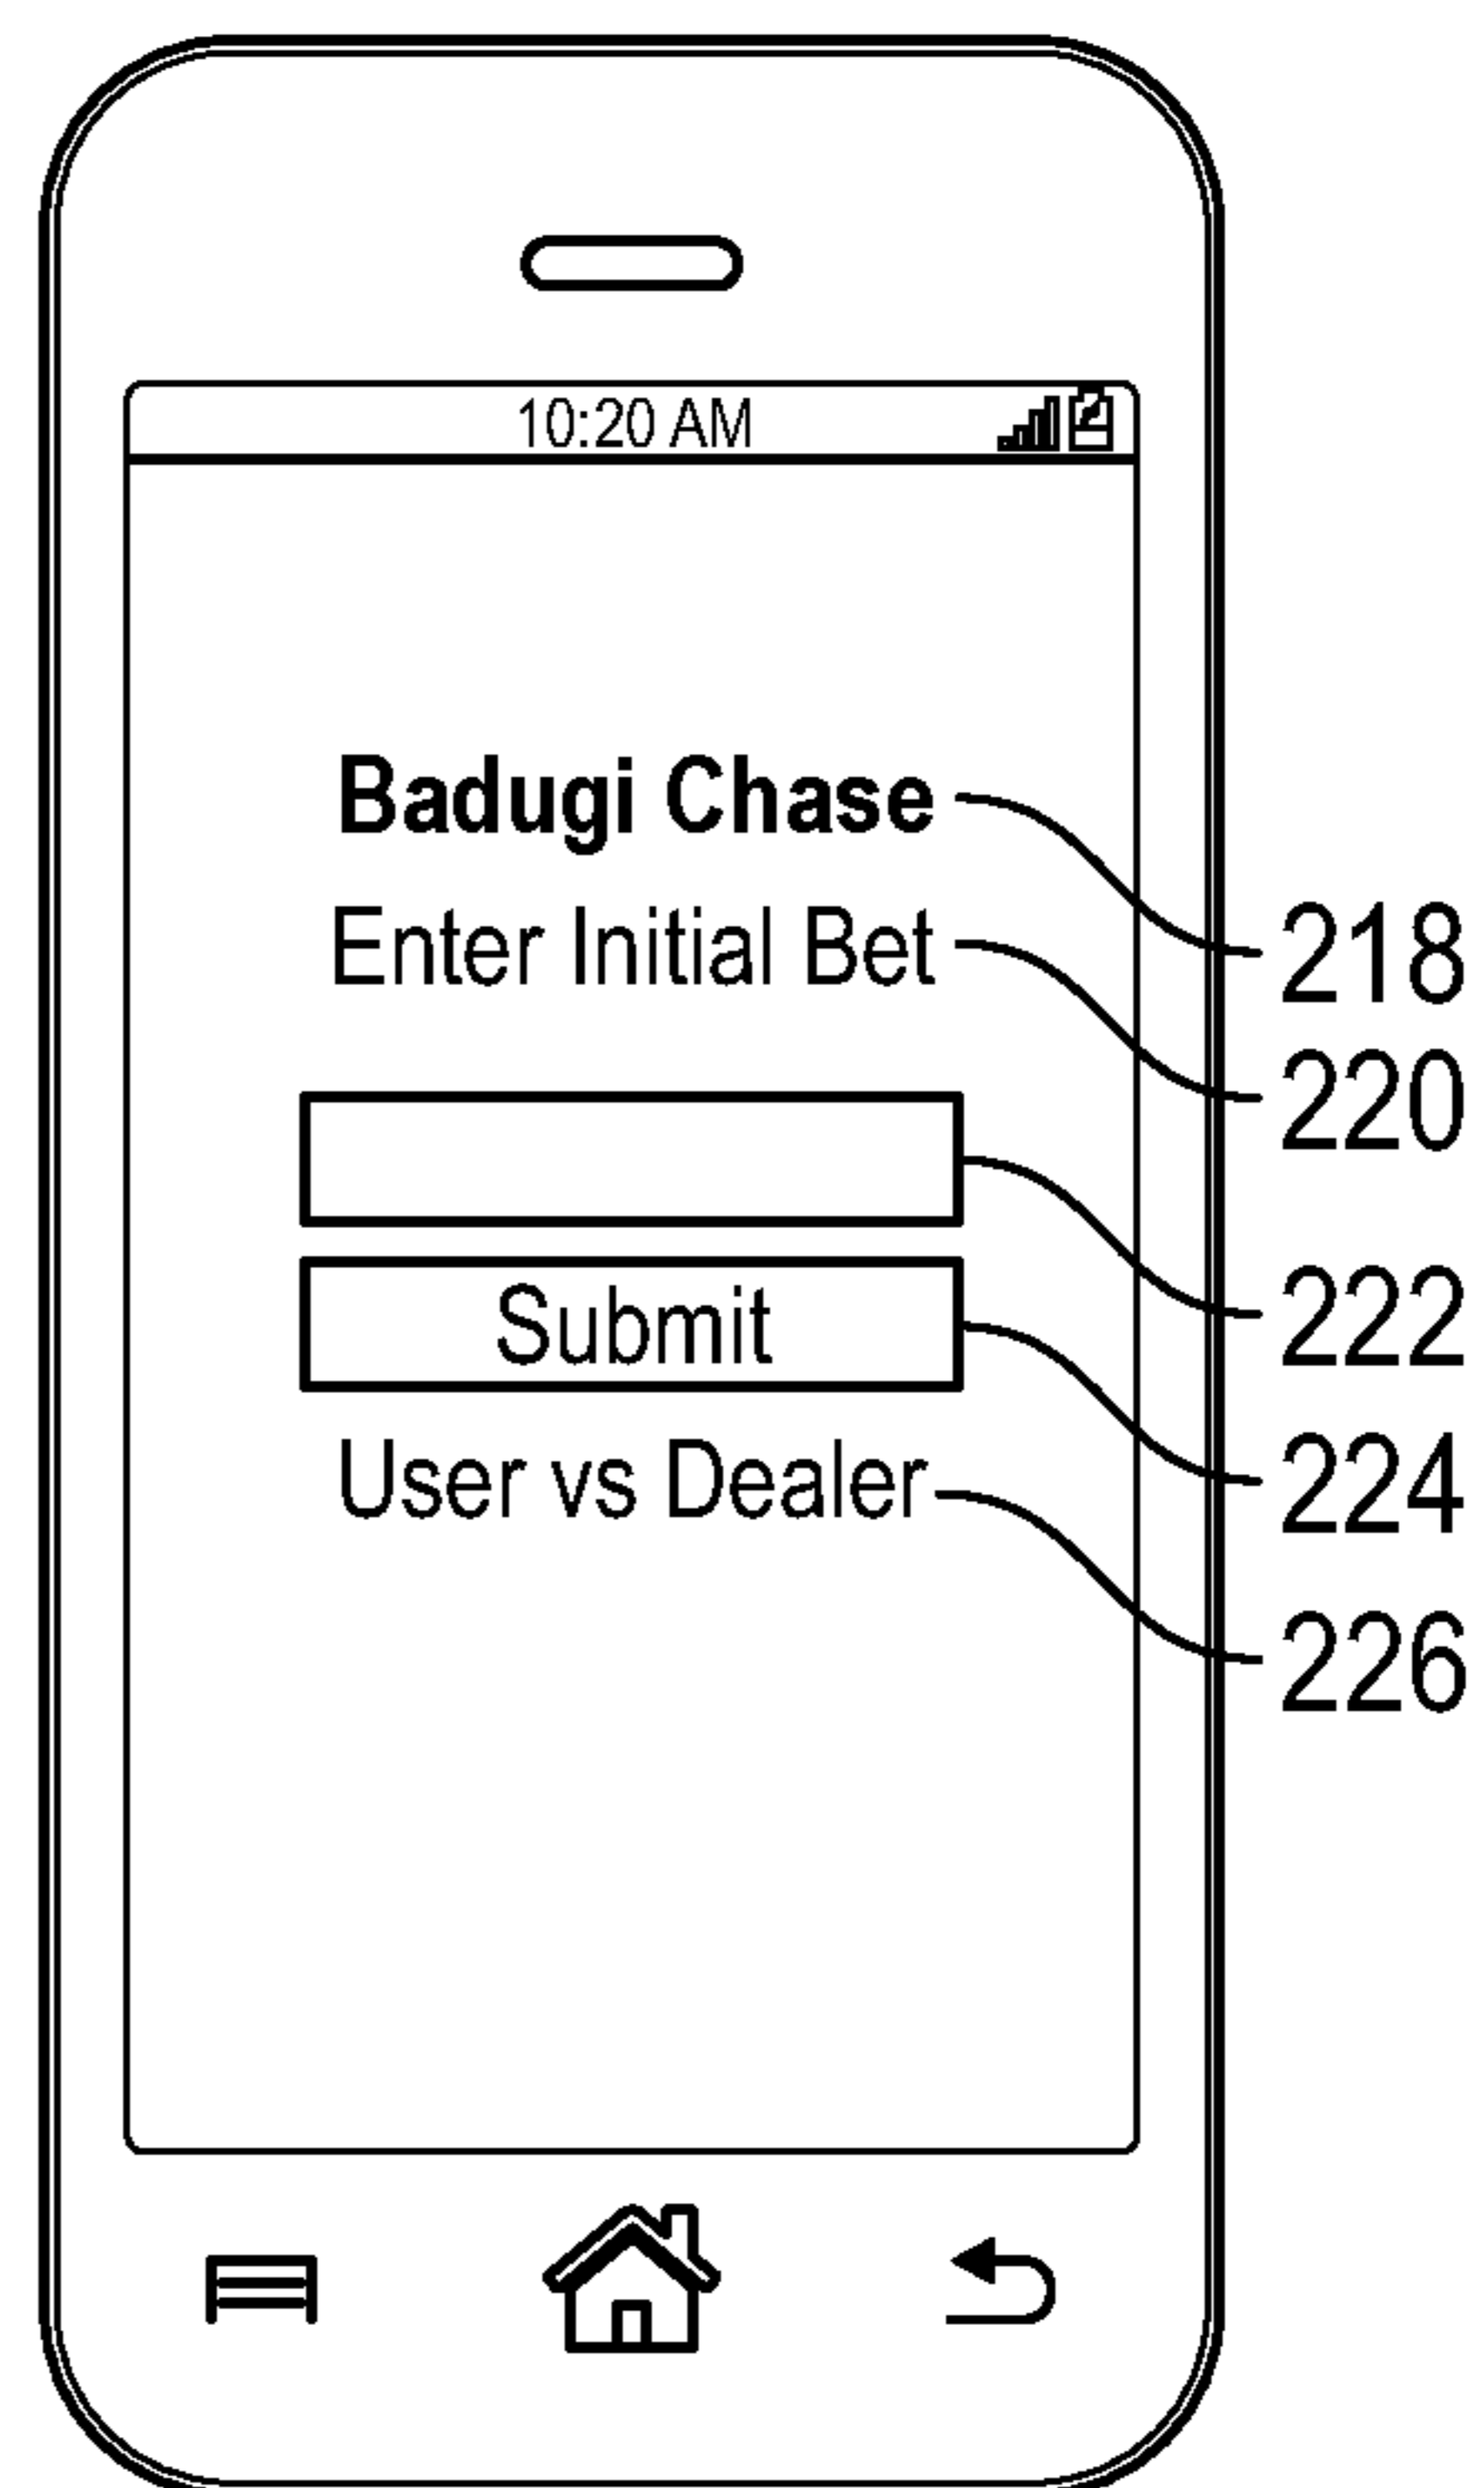 10:20 AM
Badugi Chase
218
Enter Initial Bet
220
222
Submit
224
User vs Dealer
226